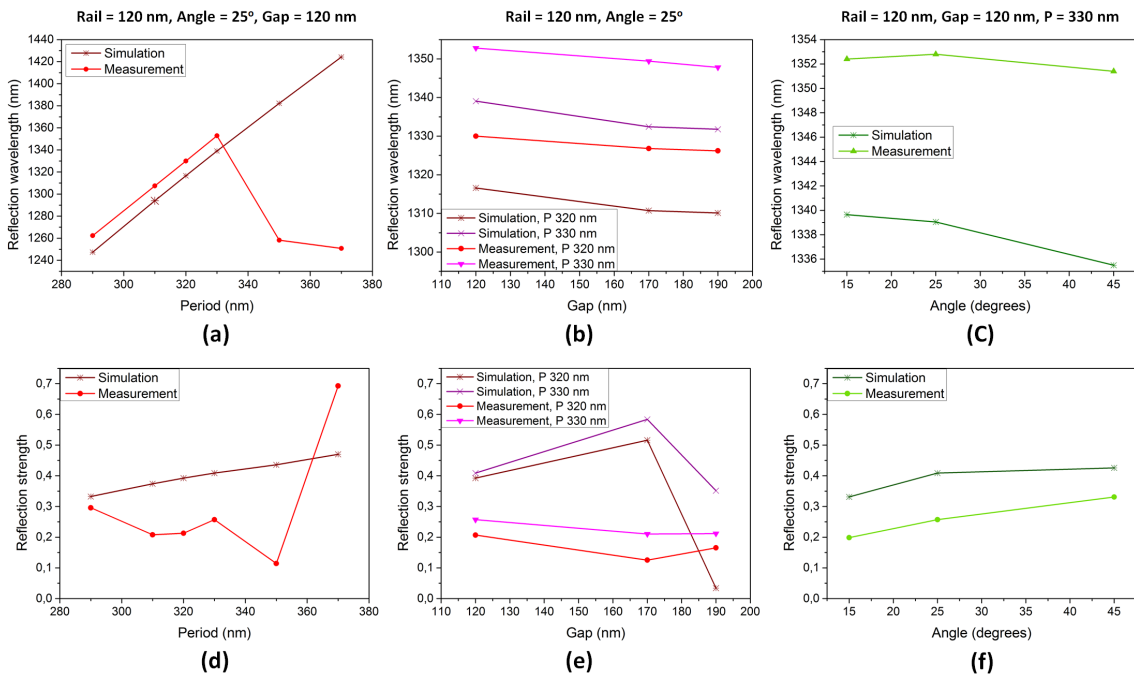 Rail = 120 nm, Angle = 25º, Gap = 120 nm
Rail = 120 nm, Angle = 25º
Rail = 120 nm, Gap = 120 nm, P = 330 nm
Reflection wavelength (nm)
1440
1420
1400
1380
1360
1340
1320
1300
1280
1260
1240
Simulation
Measurement
280
300
320
340
360
380
Period (nm)
(a)
Reflection wavelength (nm)
1350
1340
1330
1320
1310
1300
Simulation, P 320 nm
Simulation, P 330 nm
Measurement, P 320 nm
Measurement, P 330 nm
110 120 130 140 150 160 170 180 190 200
Gap (nm)
(b)
Reflection wavelength (nm)
1354
1352
1350
1348
1346
1344
1342
1340
1338
1336
Simulation
Measurement
15 20 25 30 35 40 45
Angle (degrees)
(C)
Reflection strength
0,7
0,6
0,5
0,4
0,3
0,2
0,1
0,0
Simulation
Measurement
280 300 320 340 360 380
Period (nm)
(d)
Reflection strength
0,7
0,6
0,5
0,4
0,3
0,2
0,1
0,0
Simulation, P 320 nm
Simulation, P 330 nm
Measurement, P 320 nm
Measurement, P 330 nm
110 120 130 140 150 160 170 180 190 200
Gap (nm)
(e)
Reflection strength
0,7
0,6
0,5
0,4
0,3
0,2
0,1
0,0
Simulation
Measurement
15 20 25 30 35 40 45
Angle (degrees)
(f)